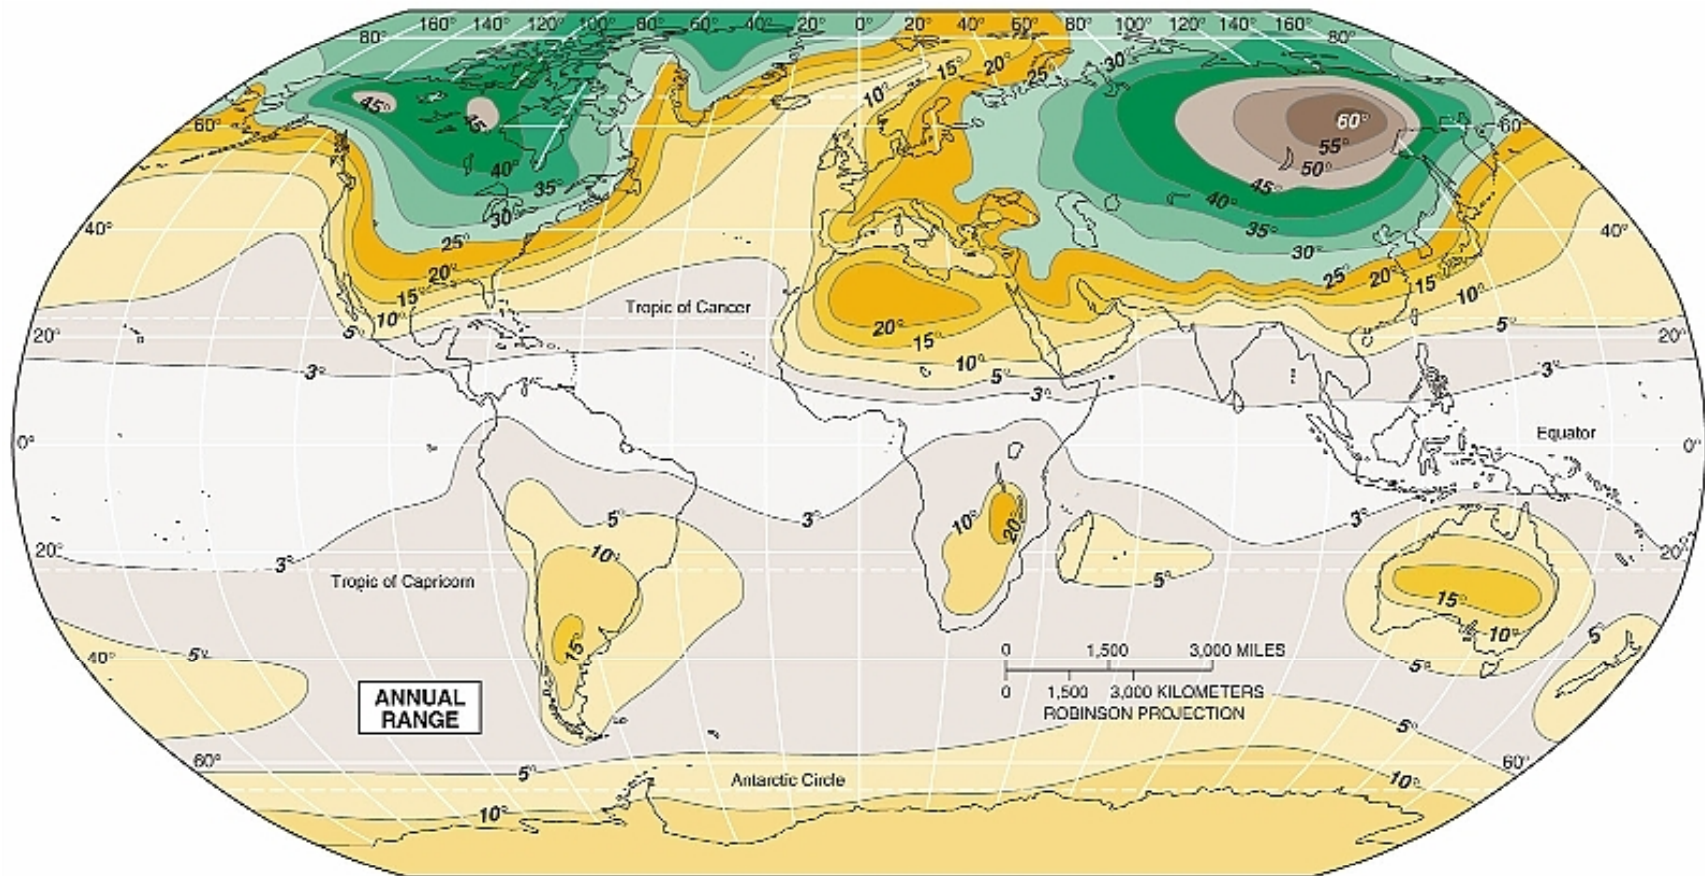 160° 140° 120° 100° 80° 60° 40° 20° 0° 20° 40° 60° 80° 100° 120° 140° 160°
80° 80°
15° 20° 25° 30°
10°
45° 45° 60°
60° 60°
55°
50°
40° 45°
35° 40°
30° 35°
40° 40°
25° 30°
20° 25° 20° 15°
15° 10°
Tropic of Cancer
10° 20° 5°
5° 15°
20° 20°
10°
3° 5° 3°
3°
Equator
0° 0°
5° 3° 10° 20° 3°
20° 10° 20°
3° 5°
Tropic of Capricorn
15°
10° 5
15 0 1,500 3,000 MILES
40° 5° 5°
0 1,500 3,000 KILOMETERS
ROBINSON PROJECTION
ANNUAL
RANGE
5°
60° 5° 60°
Antarctic Circle 10°
10°